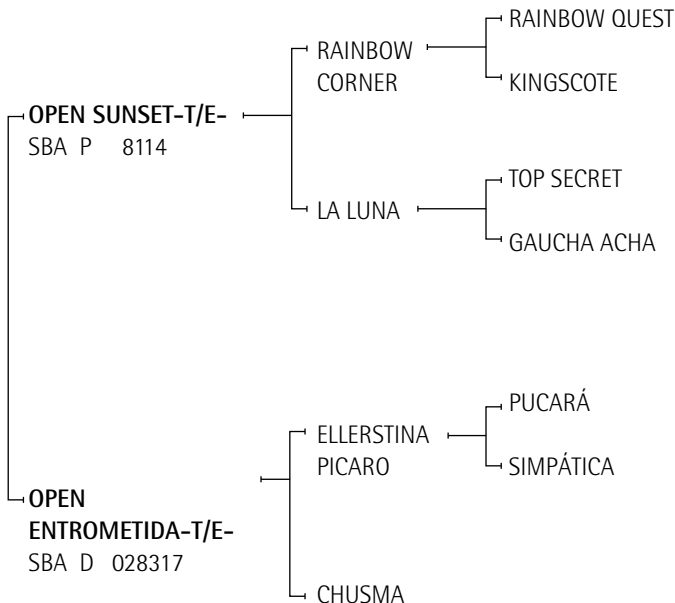 RAINBOW QUEST
RAINBOW
CORNER
KINGSCOTE
OPEN SUNSET-T/E-
SBA P 8114
TOP SECRET
LA LUNA
GAUCHA ACHA
PUCARÁ
ELLERSTINA
PICARO
SIMPÁTICA
OPEN
ENTROMETIDA-T/E-
SBA D 028317
CHUSMA